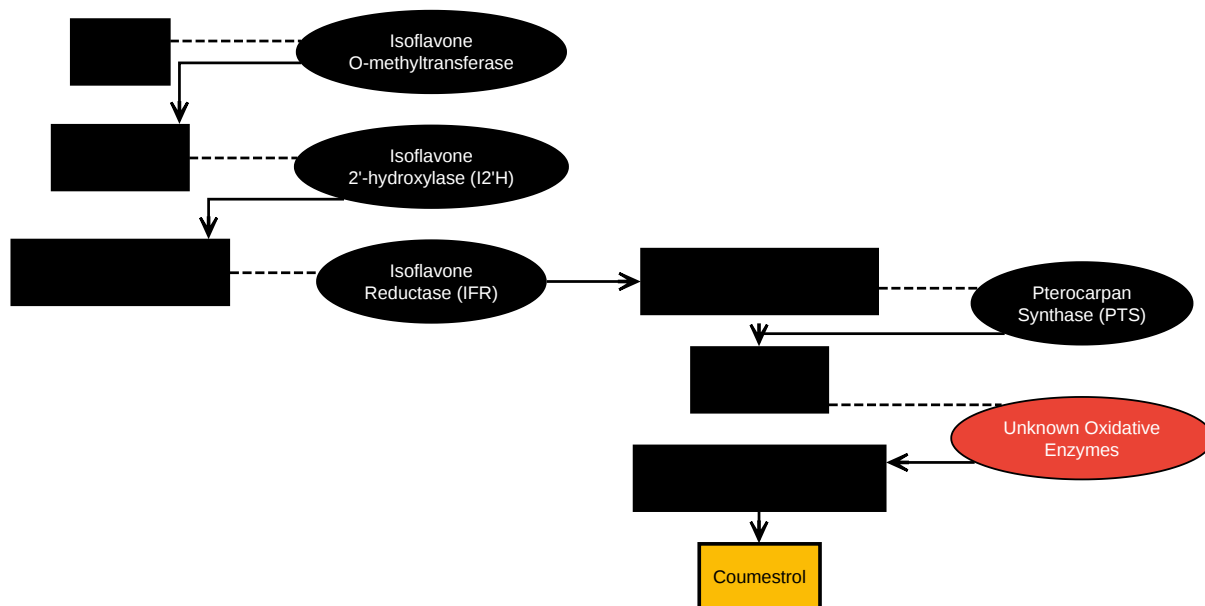 Isoflavone
O-methyltransferase
Isoflavone
2'-hydroxylase (I2'H)
Isoflavone
Reductase (IFR)
Pterocarpan
Synthase (PTS)
Unknown Oxidative
Enzymes
Coumestrol